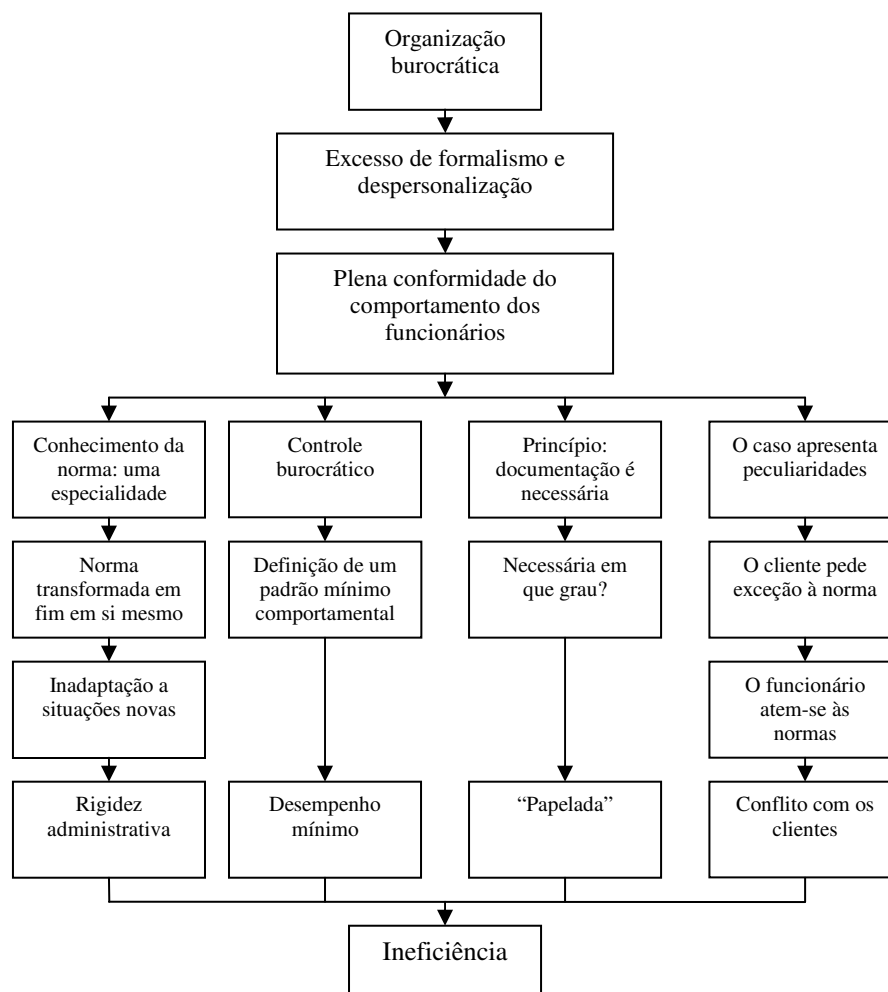 Organização
burocrática
Excesso de formalismo e
despersonalização
Plena conformidade do
comportamento dos
funcionários
Conhecimento da
norma: uma
especialidade
Controle
burocrático
Princípio:
documentação é
necessária
O caso apresenta
peculiaridades
Norma
transformada em
fim em si mesmo
Definição de um
padrão mínimo
comportamental
Necessária em
que grau?
O cliente pede
exceção à norma
Inadaptação a
situações novas
O funcionário
atem-se às
normas
Rigidez
administrativa
Desempenho
mínimo
“Papelada”
Conflito com os
clientes
Ineficiência